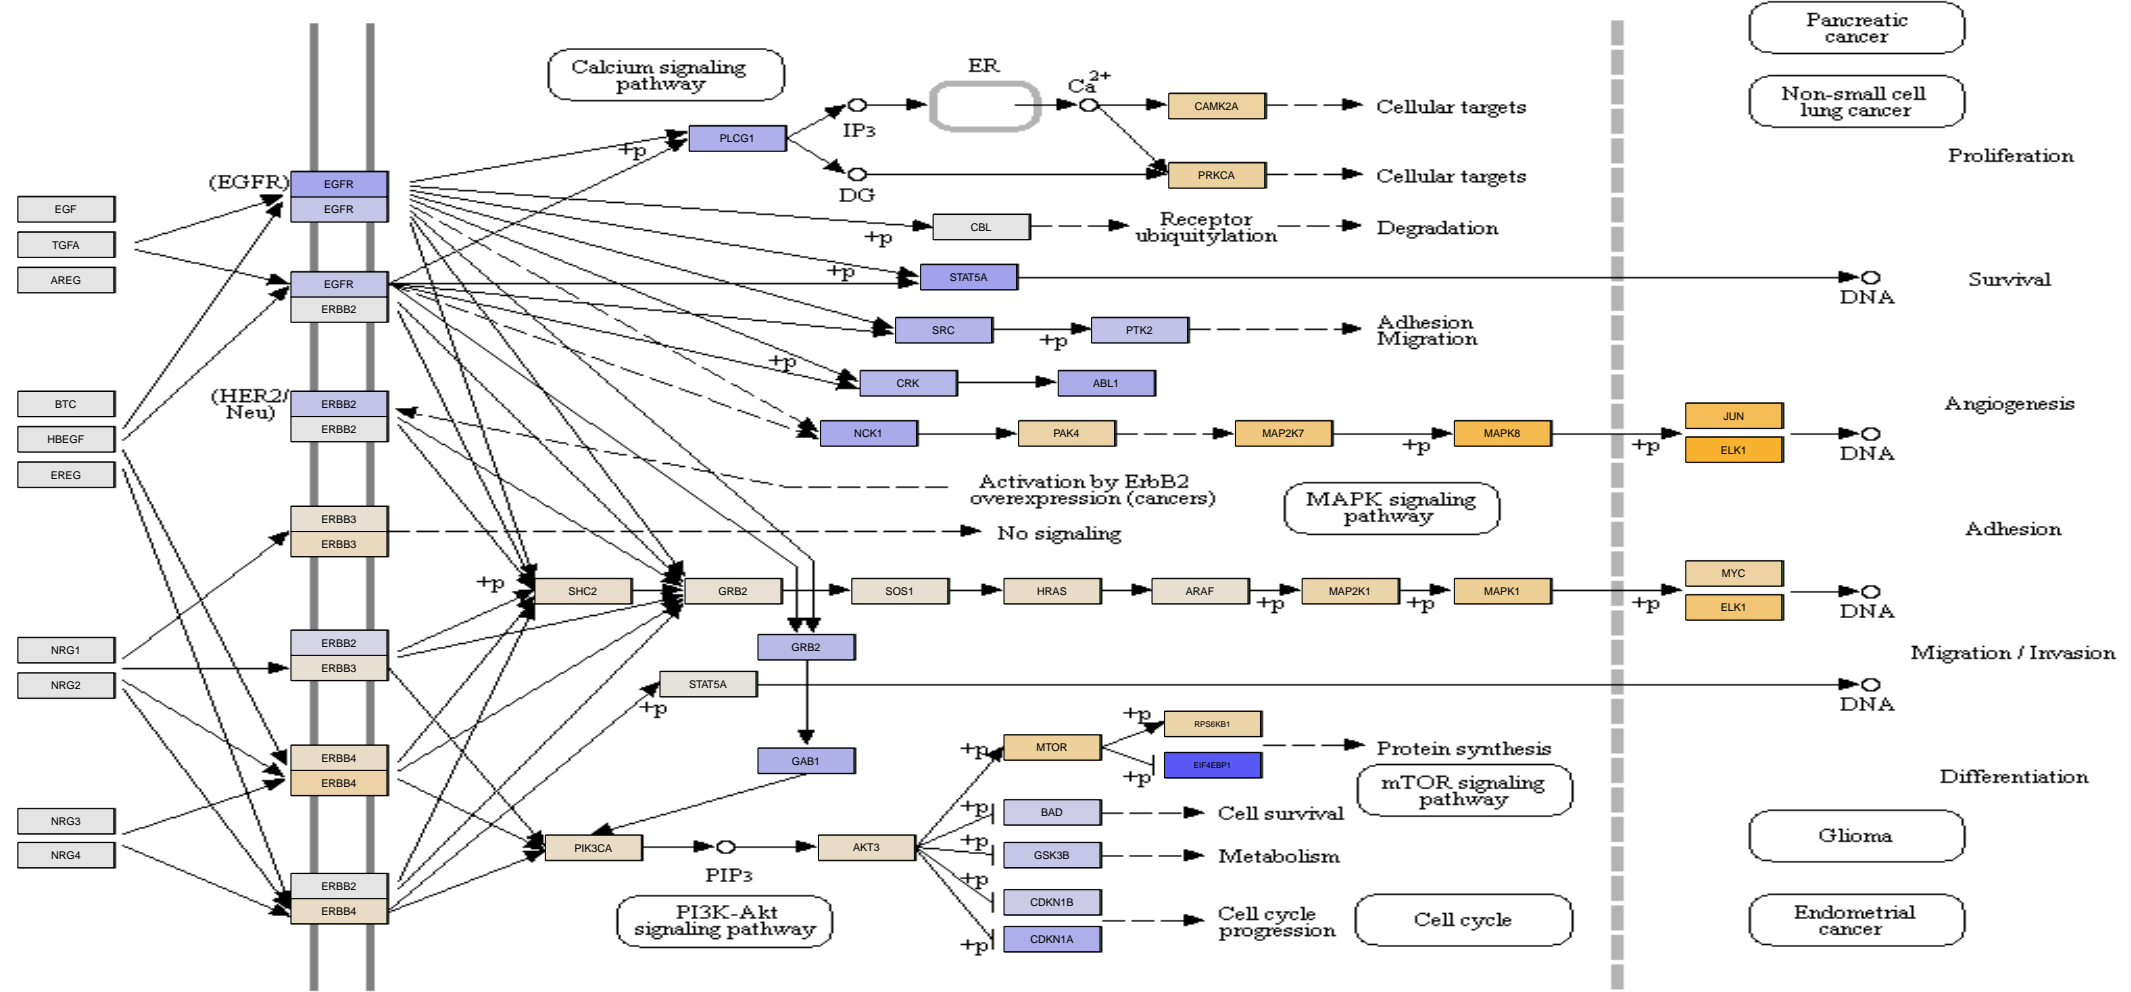 Pancreatic
cancer
Calcium signaling
pathway
ER
Ca2+
CAMK2A
Cellular targets
Non-small cell
lung cancer
IP3
PLCG1
+p
Proliferation
(EGFR)
EGFR
EGFR
DG
PRKCA
Cellular targets
EGF
TGFA
AREG
CBL
+p
Receptor
ubiquitylation
Degradation
EGFR
ERBB2
+p
STAT5A
DNA
Survival
SRC
+p
PTK2
Adhesion
Migration
+p
CRK
ABL1
BTC
HBEGF
EREG
(HER2/
Neu)
ERBB2
ERBB2
NCK1
PAK4
MAP2K7
+p
MAPK8
+p
JUN
ELK1
DNA
Angiogenesis
Activation by ErbB2
overexpression (cancers)
MAPK signaling
pathway
ERBB3
ERBB3
No signaling
Adhesion
+p
SHC2
GRB2
SOS1
HRAS
ARAF
+p
MAP2K1
+p
MAPK1
+p
MYC
ELK1
DNA
NRG1
NRG2
ERBB2
ERBB3
GRB2
Migration / Invasion
STAT5A
+p
DNA
ERBB4
ERBB4
GAB1
+p
MTOR
+p
RPS6KB1
+p
EIF4EBP1
Protein synthesis
mTOR signaling
pathway
Differentiation
NRG3
NRG4
PIK3CA
PIP3
AKT3
+p
BAD
Cell survival
+p
GSK3B
Metabolism
Glioma
ERBB2
ERBB4
PI3K-Akt
signaling pathway
+p
CDKN1B
+p
CDKN1A
Cell cycle
progression
Cell cycle
Endometrial
cancer